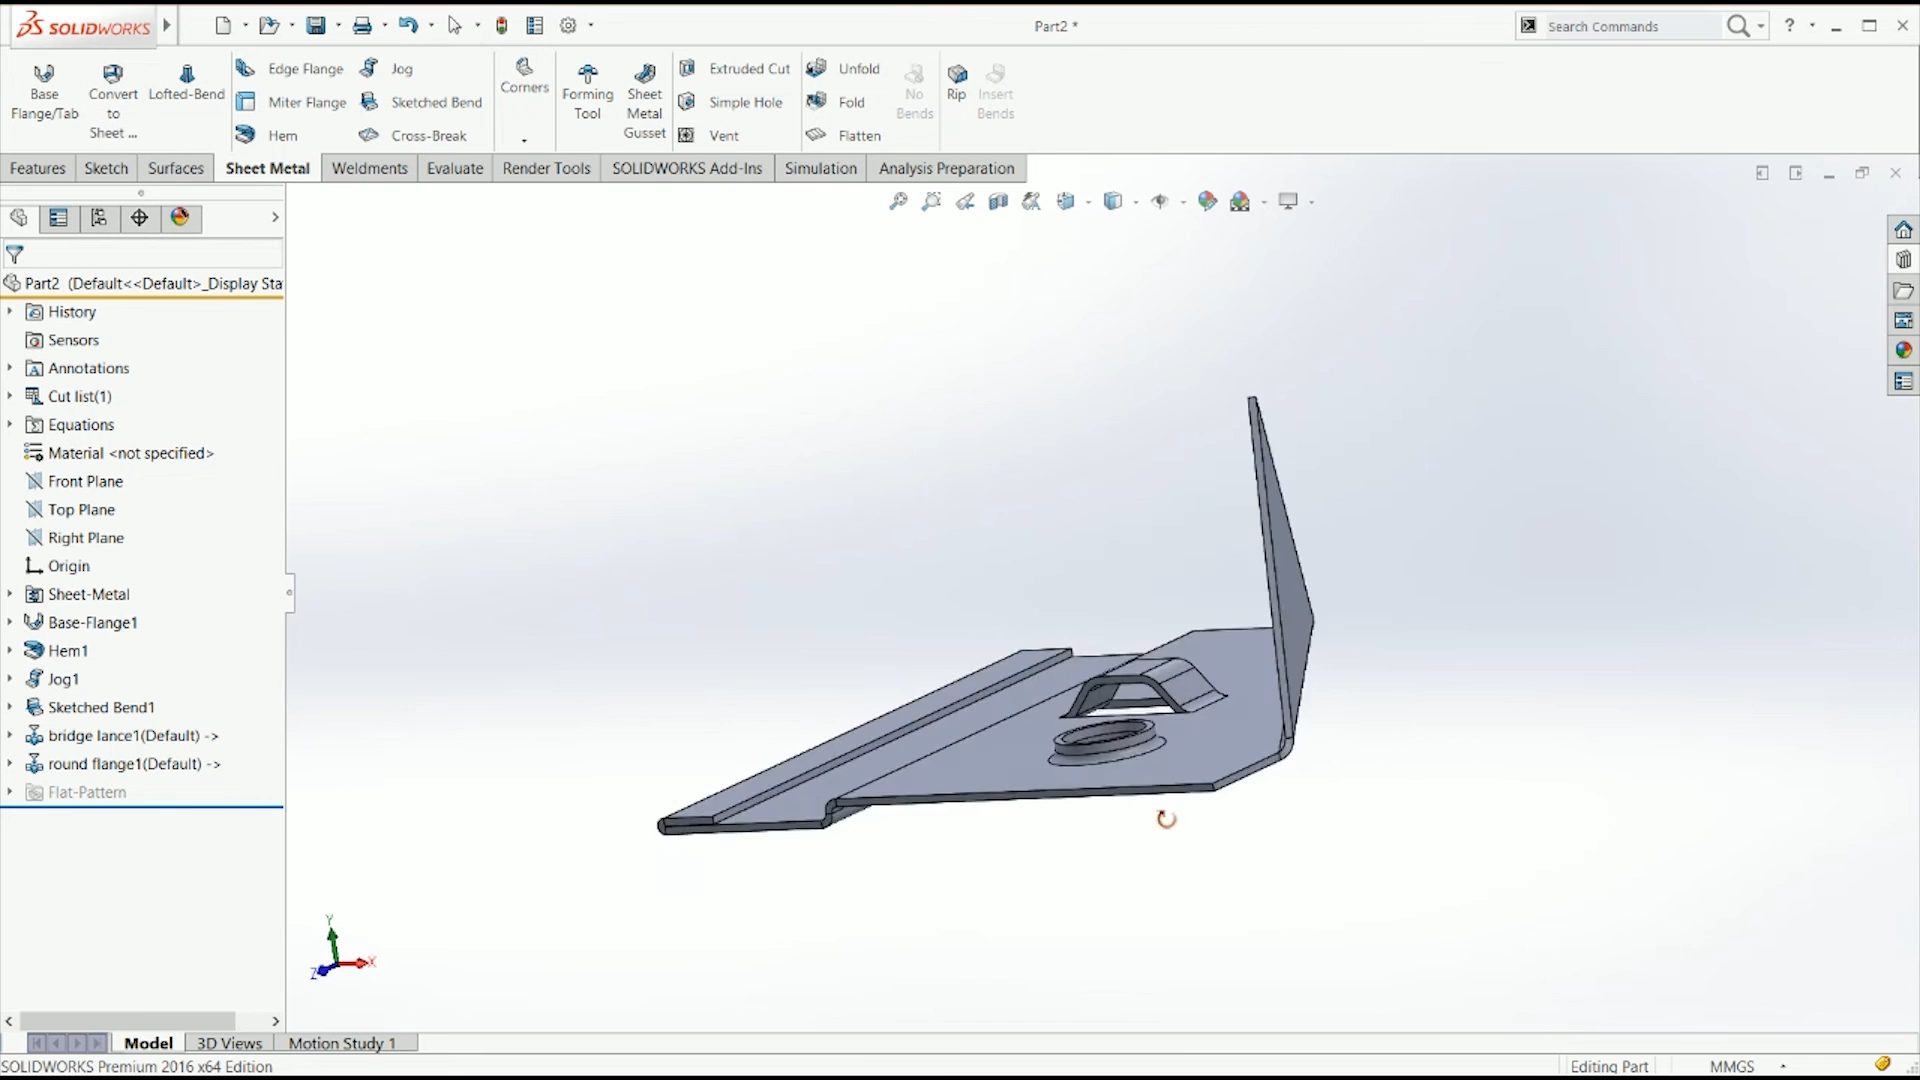 SOLIDWORKS
Part2 *
Search Commands
?
Base Flange/Tab
Convert to Sheet ...
Lofted-Bend
Edge Flange
Miter Flange
Hem
Jog
Sketched Bend
Cross-Break
Corners
Forming Tool
Sheet Metal Gusset
Extruded Cut
Simple Hole
Vent
Unfold
Fold
Flatten
No Bends
Rip
Insert Bends
Features Sketch Surfaces Sheet Metal Weldments Evaluate Render Tools SOLIDWORKS Add-Ins Simulation Analysis Preparation
Part2 (Default<<Default>_Display Sta
History
Sensors
Annotations
Cut list(1)
Equations
Material <not specified>
Front Plane
Top Plane
Right Plane
Origin
Sheet-Metal
Base-Flange1
Hem1
Jog1
Sketched Bend1
bridge lance1(Default) ->
round flange1(Default) ->
Flat-Pattern
Y
Z
X
Model 3D Views Motion Study 1
SOLIDWORKS Premium 2016 x64 Edition
Editing Part
MMGS